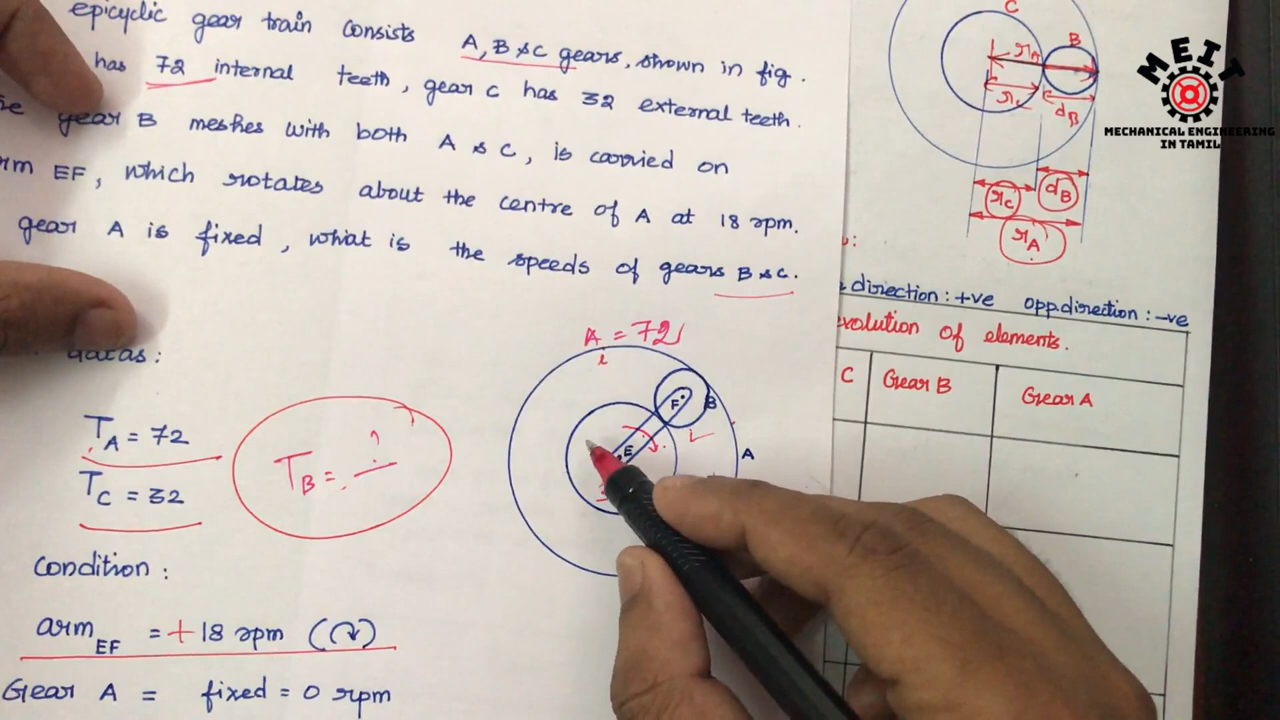 epicyclic gear train consists A, B & C gears, shown in fig.
has 72 internal teeth, gear C has 32 external teeth.
gear B meshes with both A & C, is carried on
EF, which rotates about the centre of A at 18 rpm.
gear A is fixed, what is the speeds of gears B & C.
datas:
T_A = 72
T_C = 32
T_B = ?
Condition:
arm_EF = +18 rpm
Gear A = fixed = 0 rpm
A = 72
F
B
E
A
C
B
r_A
r_C
d_B
r_C
d_B
r_A
direction: +ve opp.direction: -ve
evolution of elements.
C Gear B Gear A
MEIT
MECHANICAL ENGINEERING
IN TAMIL